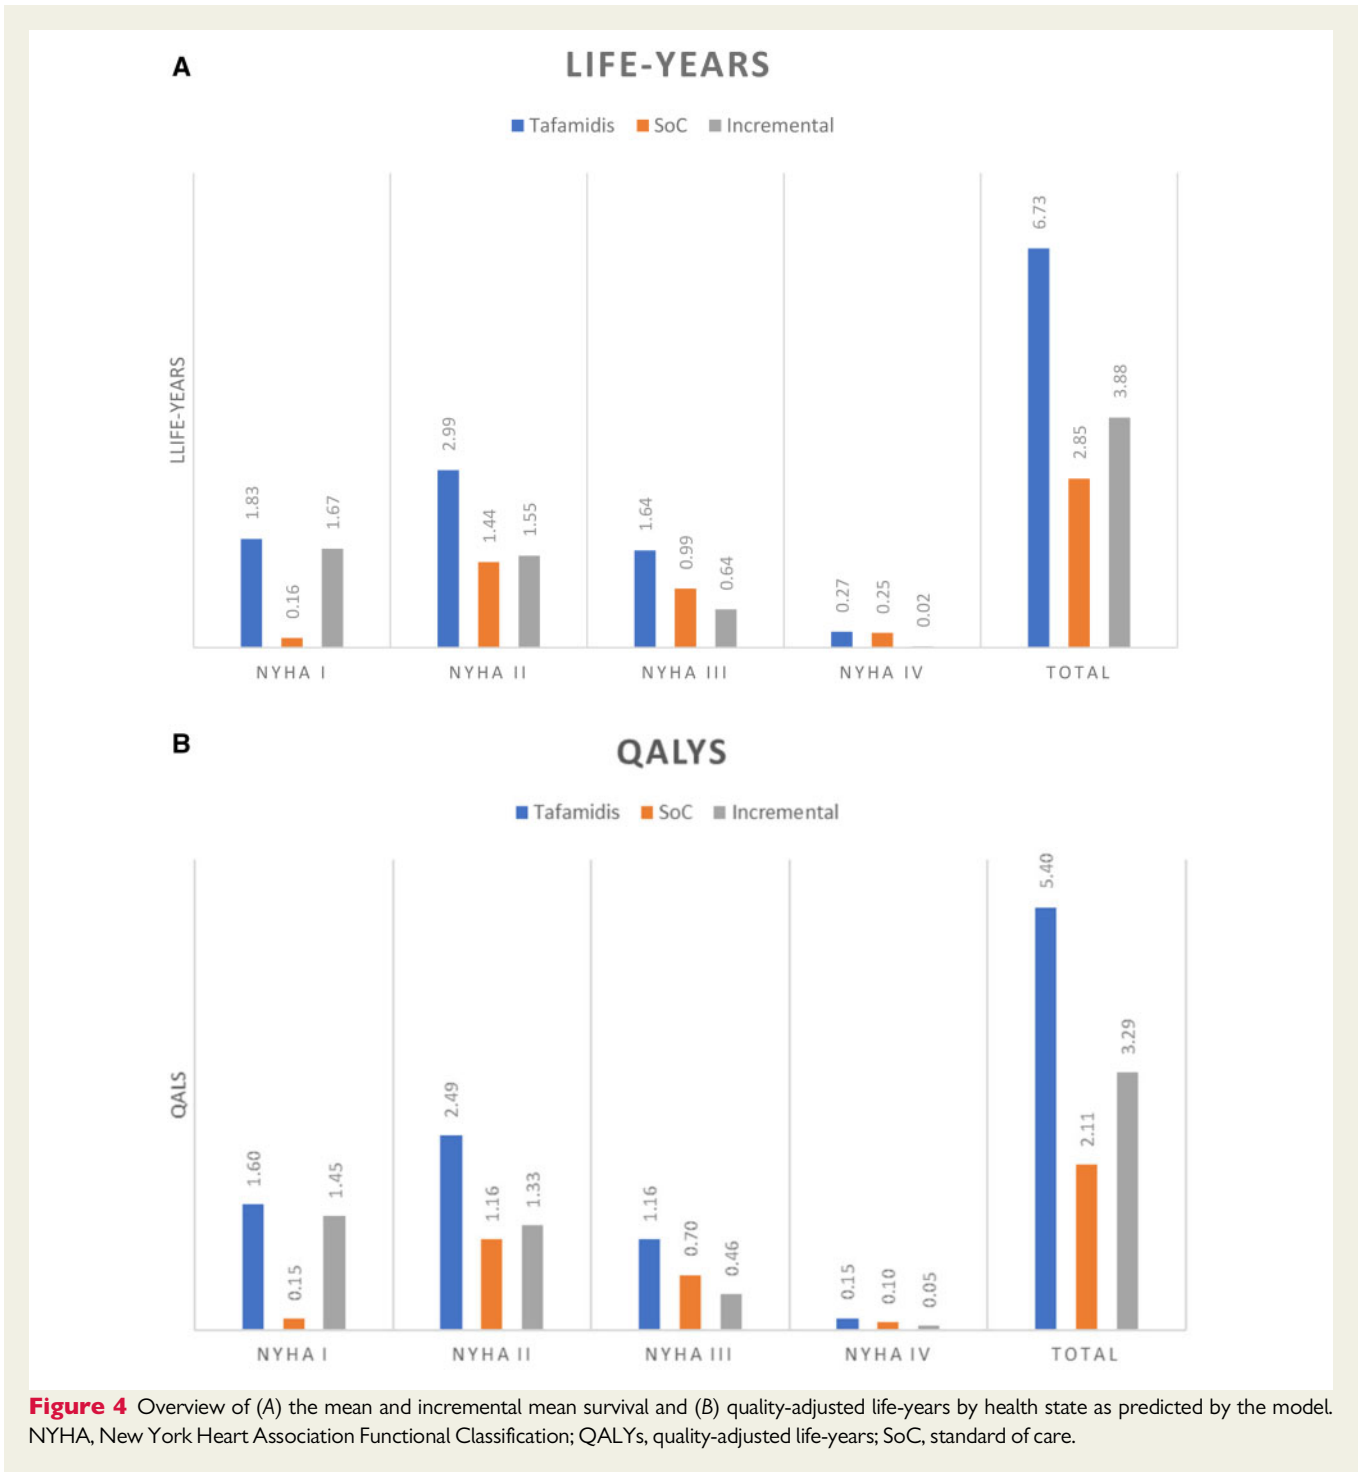 A
LIFE-YEARS
Tafamidis SoC Incremental
LLIFE-YEARS
1.83 0.16 1.67 2.99 1.44 1.55 1.64 0.99 0.64 0.27 0.25 0.02 6.73 2.85 3.88
NYHA I NYHA II NYHA III NYHA IV TOTAL
B
QALYS
Tafamidis SoC Incremental
QALS
1.60 0.15 1.45 2.49 1.16 1.33 1.16 0.70 0.46 0.15 0.10 0.05 5.40 2.11 3.29
NYHA I NYHA II NYHA III NYHA IV TOTAL
Figure 4 Overview of (A) the mean and incremental mean survival and (B) quality-adjusted life-years by health state as predicted by the model.
NYHA, New York Heart Association Functional Classification; QALYs, quality-adjusted life-years; SoC, standard of care.